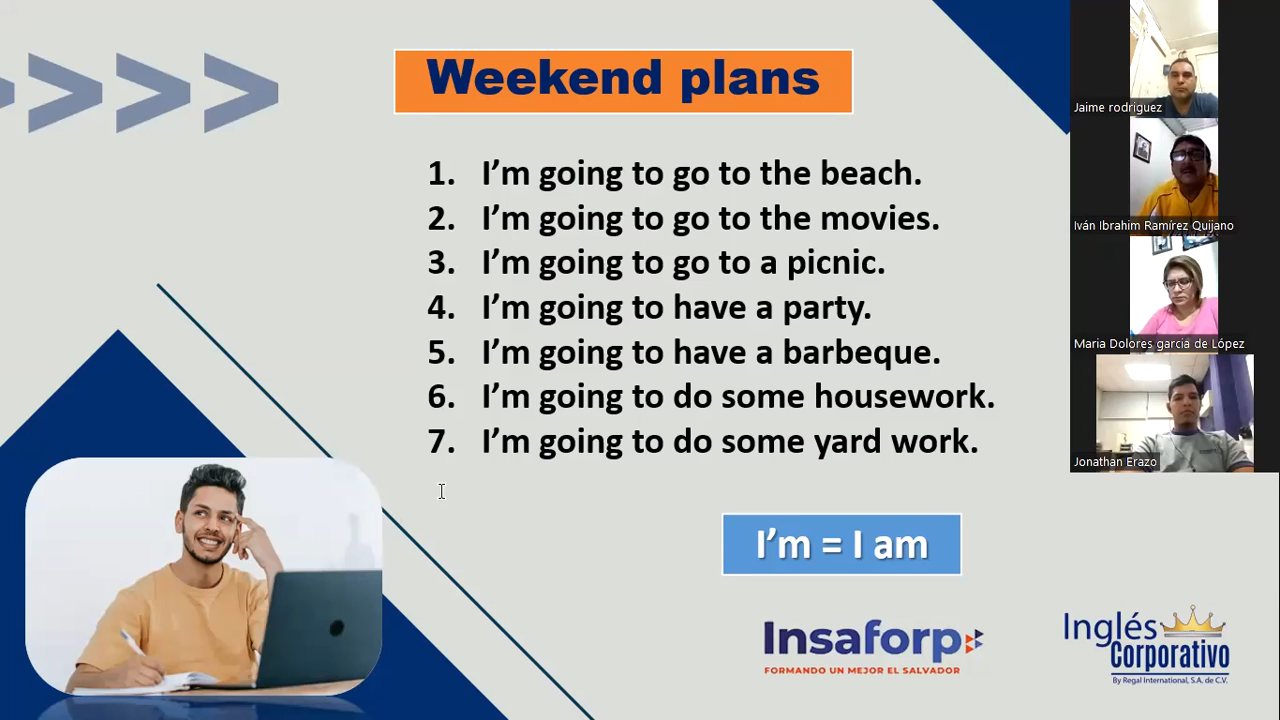 Weekend plans
1. I'm going to go to the beach.
2. I'm going to go to the movies.
3. I'm going to go to a picnic.
4. I'm going to have a party.
5. I'm going to have a barbeque.
6. I'm going to do some housework.
7. I'm going to do some yard work.
I'm = I am
Insaforp
FORMANDO UN MEJOR EL SALVADOR
Inglés
Corporativo
By Regal International, S.A. de C.V.
Jaime rodriguez
Iván Ibrahim Ramírez Quijano
Maria Dolores garcia de López
Jonathan Erazo